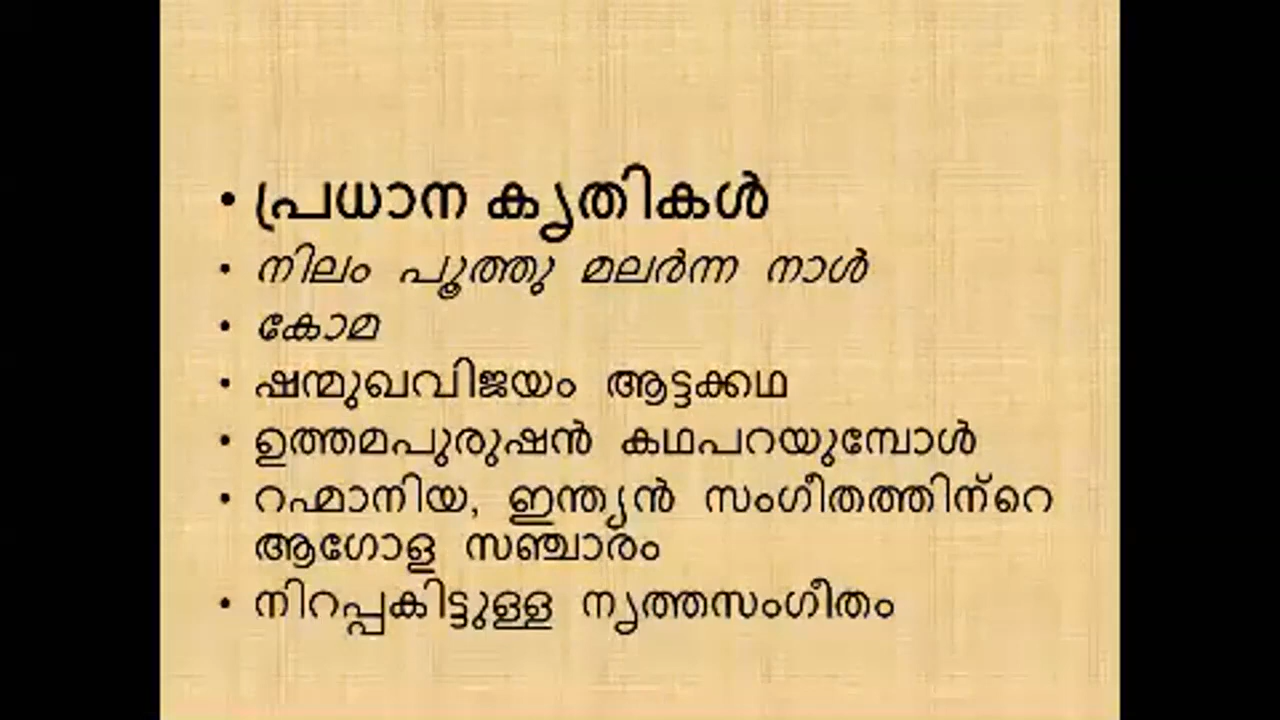 • പ്രധാന കൃതികൾ
• നിലം പൂത്തു മലർന്ന നാൾ
• കോമ
• ഷന്മുഖവിജയം ആട്ടക്കഥ
• ഉത്തമപുരുഷൻ കഥപറയുമ്പോൾ
• റഹ്മാനിയ, ഇന്ത്യൻ സംഗീതത്തിന്റെ
ആഗോള സഞ്ചാരം
• നിറപ്പകിട്ടുള്ള നൃത്തസംഗീതം